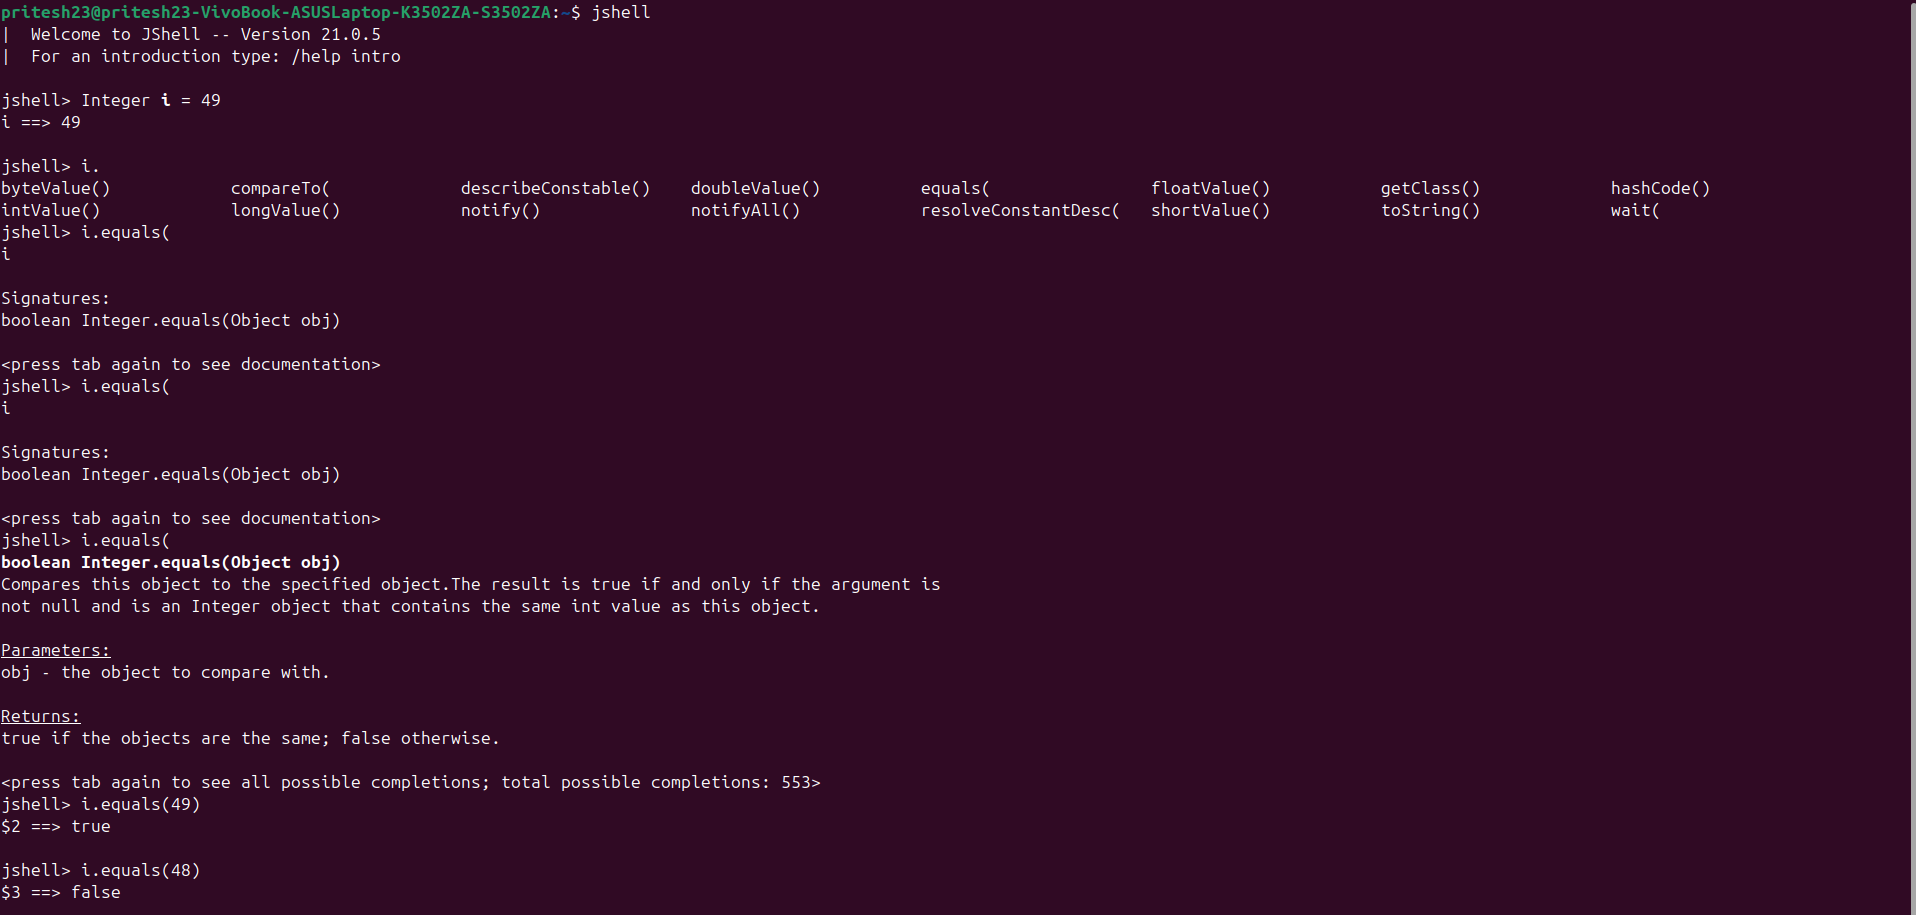 pritesh23@pritesh23-VivoBook-ASUSLaptop-K3502ZA-S3502ZA:~$ jshell
|  Welcome to JShell -- Version 21.0.5
|  For an introduction type: /help intro

jshell> Integer i = 49
i ==> 49

jshell> i.
byteValue()            compareTo(             describeConstable()    doubleValue()          equals(                floatValue()           getClass()             hashCode()
intValue()             longValue()            notify()               notifyAll()            resolveConstantDesc(   shortValue()           toString()             wait(
jshell> i.equals(
i

Signatures:
boolean Integer.equals(Object obj)

<press tab again to see documentation>
jshell> i.equals(
i

Signatures:
boolean Integer.equals(Object obj)

<press tab again to see documentation>
jshell> i.equals(
boolean Integer.equals(Object obj)
Compares this object to the specified object.The result is true if and only if the argument is
not null and is an Integer object that contains the same int value as this object.

Parameters:
obj - the object to compare with.

Returns:
true if the objects are the same; false otherwise.

<press tab again to see all possible completions; total possible completions: 553>
jshell> i.equals(49)
$2 ==> true

jshell> i.equals(48)
$3 ==> false